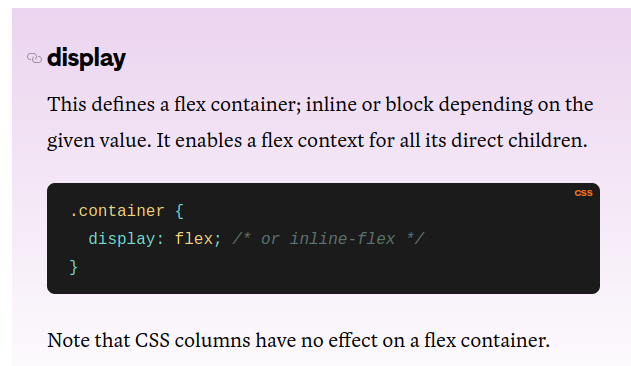 display
This defines a flex container; inline or block depending on the
given value. It enables a flex context for all its direct children.
CSS
.container {
  display: flex; /* or inline-flex */
}
Note that CSS columns have no effect on a flex container.